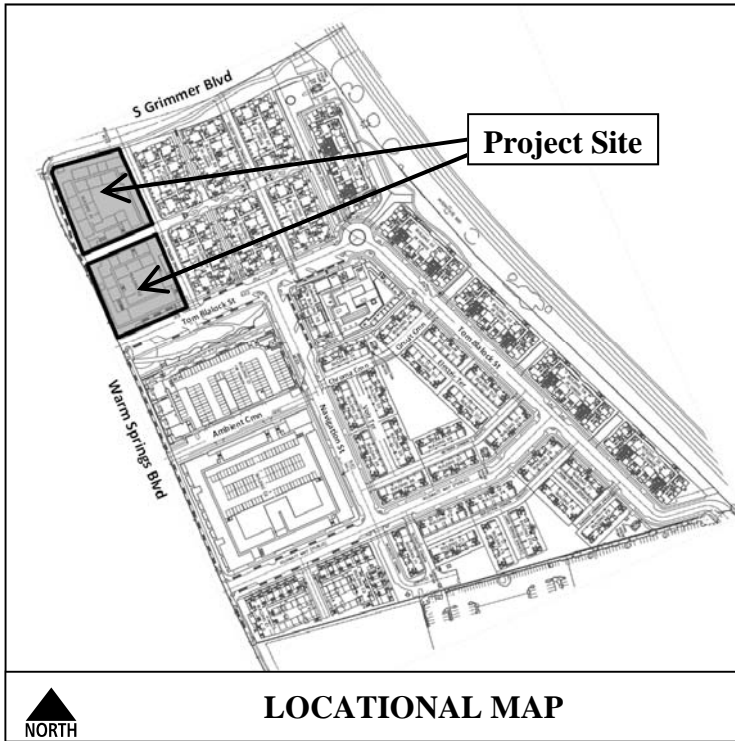 S Grimmer Blvd
Project Site
Tom Blalock St
Tom Blalock St
Navigation St
Ambient Cmn
Warm Springs Blvd
LOCATIONAL MAP
NORTH